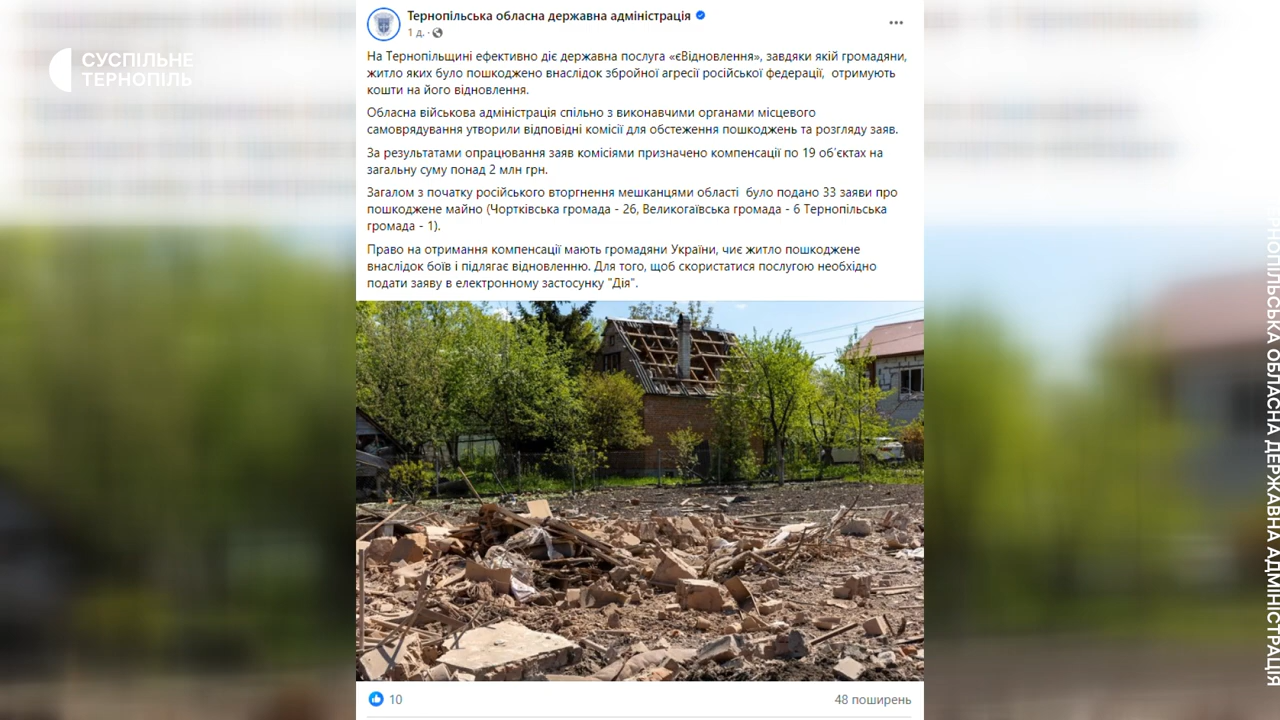 СУСПІЛЬНЕ
ТЕРНОПІЛЬ
Тернопільська обласна державна адміністрація
1 д. ·
На Тернопільщині ефективно діє державна послуга «єВідновлення», завдяки якій громадяни,
житло яких було пошкоджено внаслідок збройної агресії російської федерації, отримують
кошти на його відновлення.
Обласна військова адміністрація спільно з виконавчими органами місцевого
самоврядування утворили відповідні комісії для обстеження пошкоджень та розгляду заяв.
За результатами опрацювання заяв комісіями призначено компенсації по 19 об'єктах на
загальну суму понад 2 млн грн.
Загалом з початку російського вторгнення мешканцями області було подано 33 заяви про
пошкоджене майно (Чортківська громада - 26, Великогаївська громада - 6 Тернопільська
громада - 1).
Право на отримання компенсації мають громадяни України, чиє житло пошкоджене
внаслідок боїв і підлягає відновленню. Для того, щоб скористатися послугою необхідно
подати заяву в електронному застосунку "Дія".
10
48 поширень
ОБЛАСНА ДЕРЖАВНА АДМІНІСТРАЦІЯ